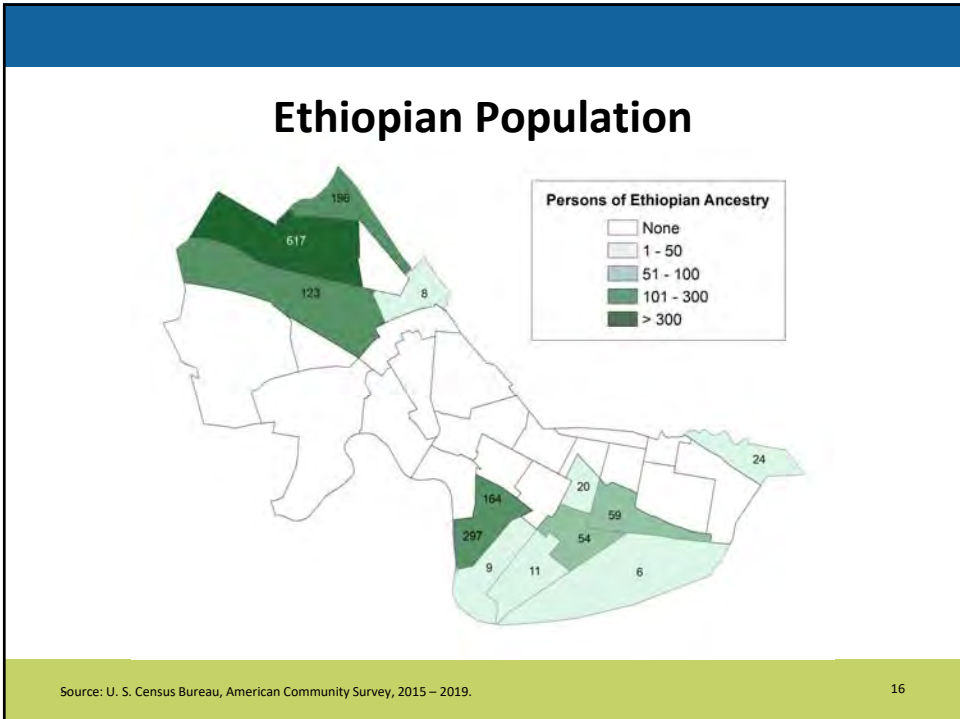 Ethiopian Population
196
617
123
8
Persons of Ethiopian Ancestry
None
1 - 50
51 - 100
101 - 300
> 300
24
20
164
59
297
54
9
11
6
Source: U. S. Census Bureau, American Community Survey, 2015 – 2019.
16